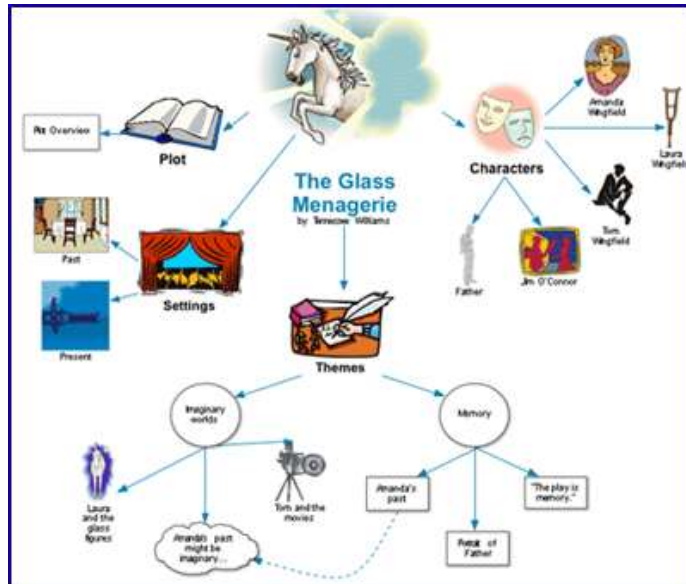 Plot Overview
Plot
The Glass
Menagerie
by Tennessee Williams
Characters
Amanda
Wingfield
Laura
Wingfield
Tom
Wingfield
Jim O'Connor
Father
Past
Present
Settings
Themes
Imaginary
worlds
Memory
Laura
and the
glass
figures
Tom and the
movies
Amanda's past
might be
imaginary...
Amanda's
past
Portrait of
Father
"The play is
memory."